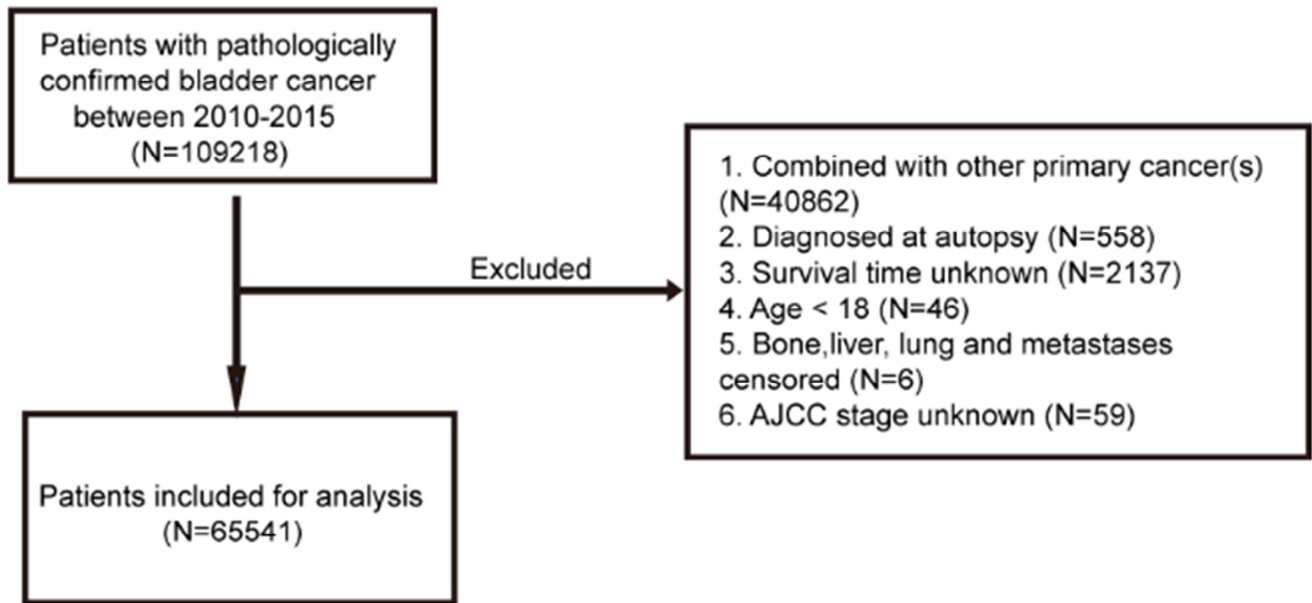 Patients with pathologically
confirmed bladder cancer
between 2010-2015
(N=109218)
Excluded
1. Combined with other primary cancer(s)
(N=40862)
2. Diagnosed at autopsy (N=558)
3. Survival time unknown (N=2137)
4. Age < 18 (N=46)
5. Bone,liver, lung and metastases
censored (N=6)
6. AJCC stage unknown (N=59)
Patients included for analysis
(N=65541)